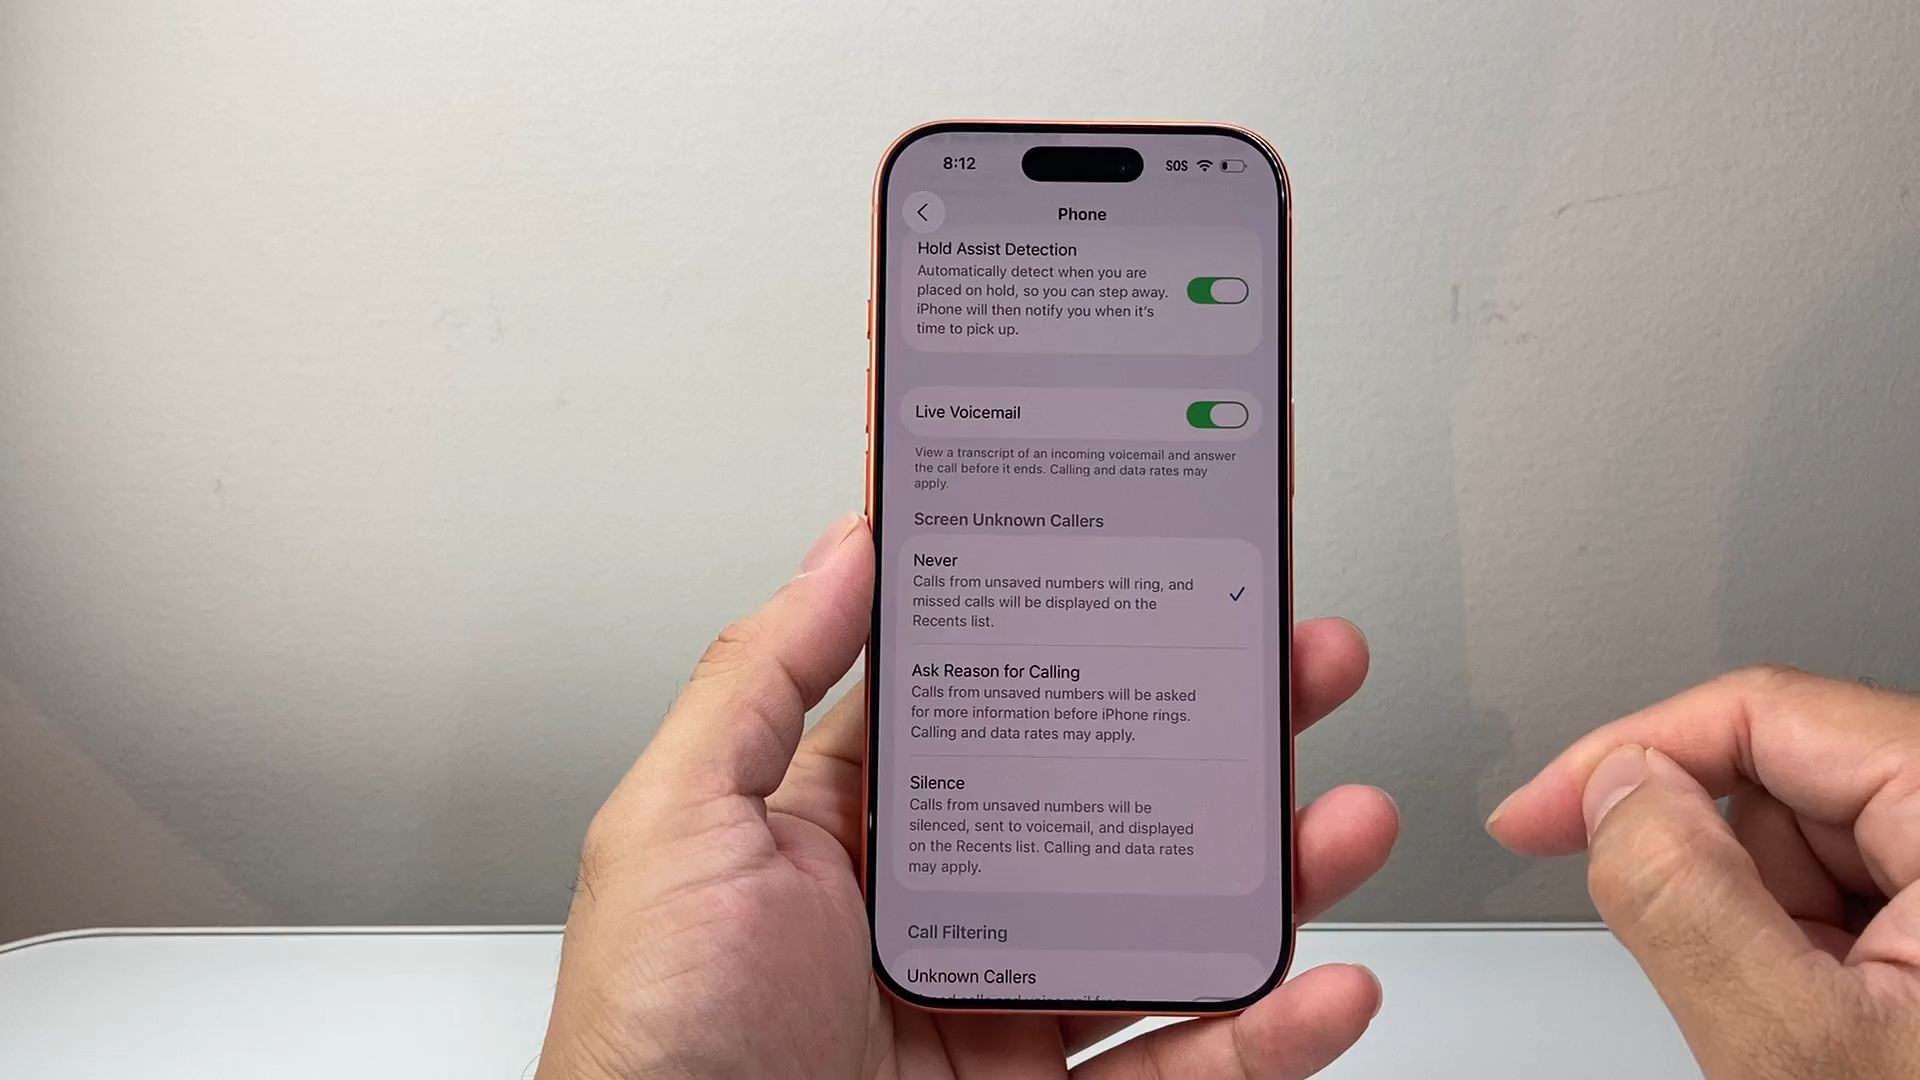 8:12
SOS
Phone
Hold Assist Detection
Automatically detect when you are
placed on hold, so you can step away.
iPhone will then notify you when it's
time to pick up.
Live Voicemail
View a transcript of an incoming voicemail and answer
the call before it ends. Calling and data rates may
apply.
Screen Unknown Callers
Never
Calls from unsaved numbers will ring, and
missed calls will be displayed on the
Recents list.
Ask Reason for Calling
Calls from unsaved numbers will be asked
for more information before iPhone rings.
Calling and data rates may apply.
Silence
Calls from unsaved numbers will be
silenced, sent to voicemail, and displayed
on the Recents list. Calling and data rates
may apply.
Call Filtering
Unknown Callers